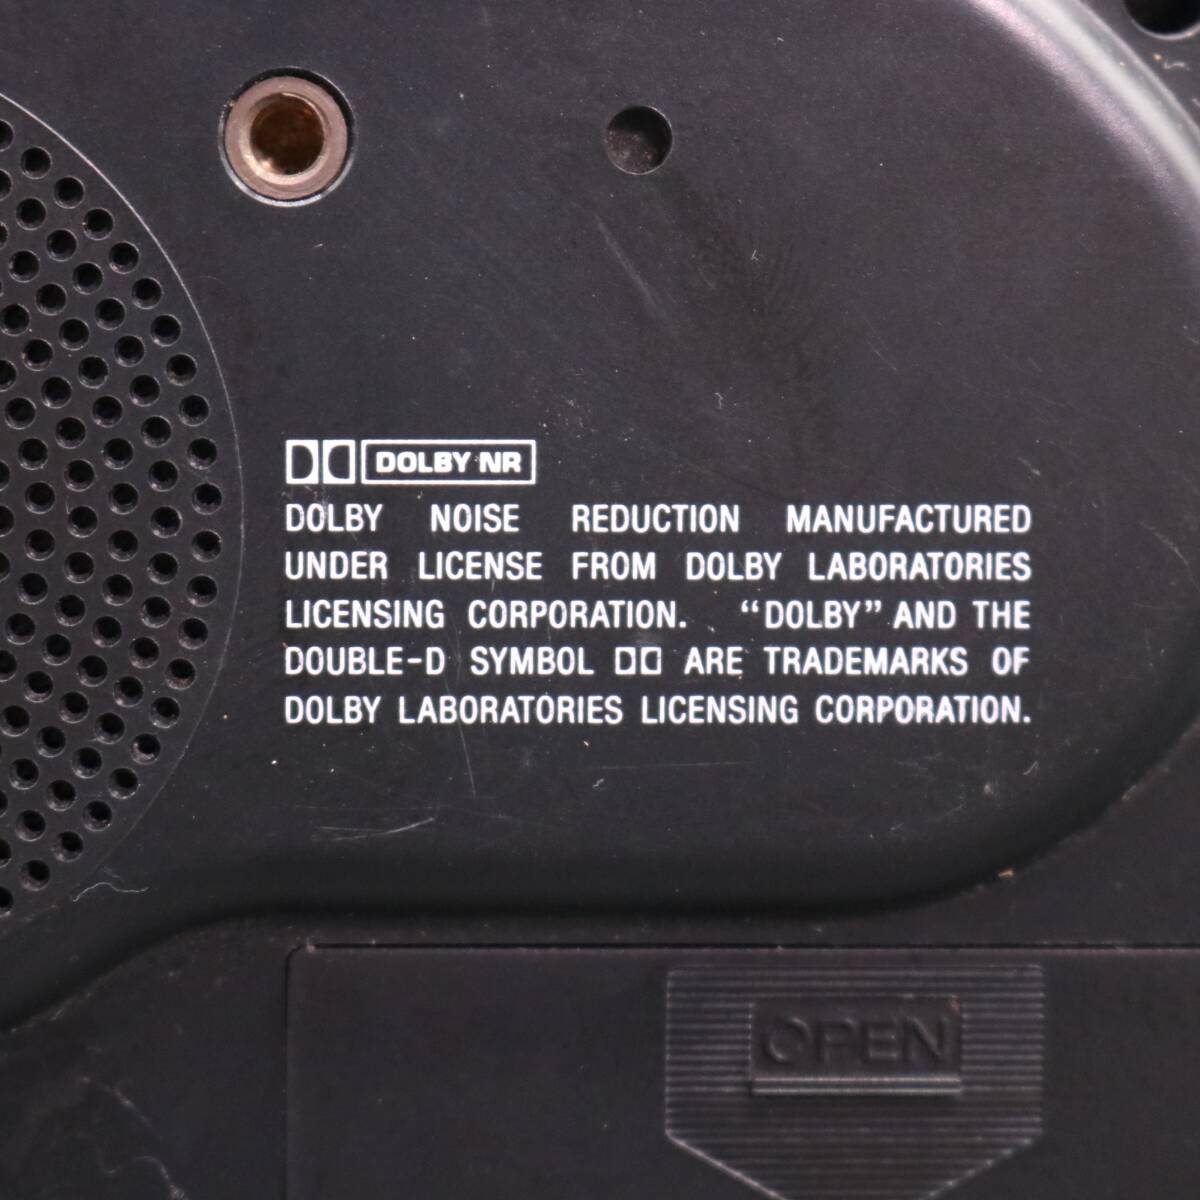 DOLBY NR
DOLBY NOISE REDUCTION MANUFACTURED
UNDER LICENSE FROM DOLBY LABORATORIES
LICENSING CORPORATION. “DOLBY” AND THE
DOUBLE-D SYMBOL ARE TRADEMARKS OF
DOLBY LABORATORIES LICENSING CORPORATION.
OPEN